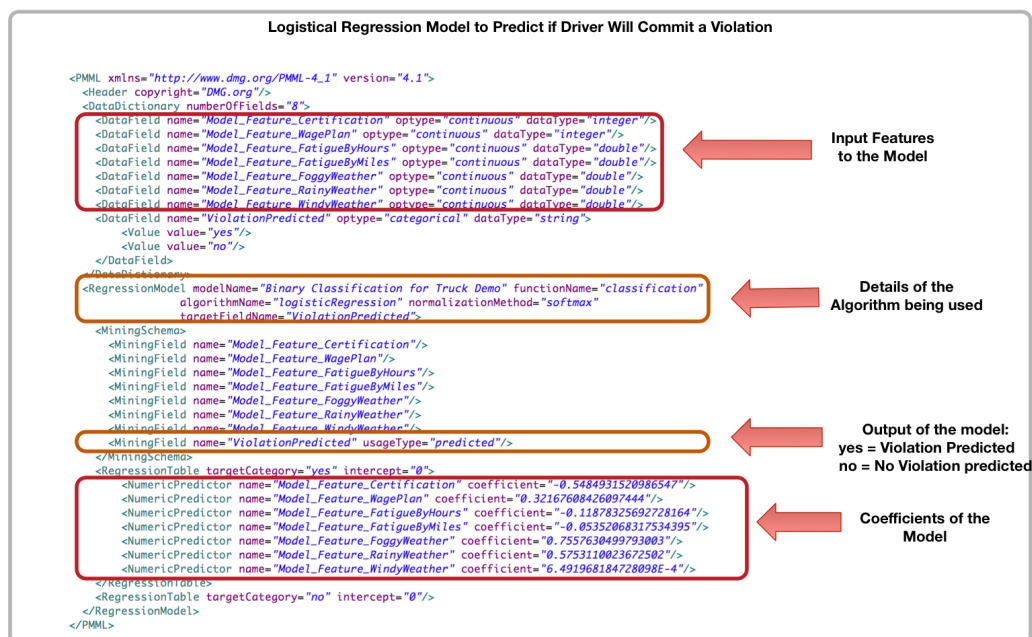 Logistical Regression Model to Predict if Driver Will Commit a Violation
<PMML xmlns="http://www.dmg.org/PMML-4_1" version="4.1">
<Header copyright="DMG.org"/>
<DataDictionary numberOfFields="8">
<DataField name="Model_Feature_Certification" optype="continuous" dataType="integer"/>
<DataField name="Model_Feature_WagePlan" optype="continuous" dataType="integer"/>
<DataField name="Model_Feature_FatigueByHours" optype="continuous" dataType="double"/>
<DataField name="Model_Feature_FatigueByMiles" optype="continuous" dataType="double"/>
<DataField name="Model_Feature_FoggyWeather" optype="continuous" dataType="double"/>
<DataField name="Model_Feature_RainyWeather" optype="continuous" dataType="double"/>
<DataField name="Model_Feature_WindyWeather" optype="continuous" dataType="double"/>
<DataField name="ViolationPredicted" optype="categorical" dataType="string">
<Value value="yes"/>
<Value value="no"/>
</DataField>
</DataDictionary>
<RegressionModel modelName="Binary Classification for Truck Demo" functionName="classification"
algorithmName="logisticRegression" normalizationMethod="softmax"
targetFieldName="ViolationPredicted">
<MiningSchema>
<MiningField name="Model_Feature_Certification"/>
<MiningField name="Model_Feature_WagePlan"/>
<MiningField name="Model_Feature_FatigueByHours"/>
<MiningField name="Model_Feature_FatigueByMiles"/>
<MiningField name="Model_Feature_FoggyWeather"/>
<MiningField name="Model_Feature_RainyWeather"/>
<MiningField name="Model_Feature_WindyWeather"/>
<MiningField name="ViolationPredicted" usageType="predicted"/>
</MiningSchema>
<RegressionTable targetCategory="yes" intercept="0">
<NumericPredictor name="Model_Feature_Certification" coefficient="-0.5484931520986547"/>
<NumericPredictor name="Model_Feature_WagePlan" coefficient="0.32167608426097444"/>
<NumericPredictor name="Model_Feature_FatigueByHours" coefficient="-0.11878325692728164"/>
<NumericPredictor name="Model_Feature_FatigueByMiles" coefficient="-0.05352068317534395"/>
<NumericPredictor name="Model_Feature_FoggyWeather" coefficient="0.7557630499793003"/>
<NumericPredictor name="Model_Feature_RainyWeather" coefficient="0.5753110023672502"/>
<NumericPredictor name="Model_Feature_WindyWeather" coefficient="6.491968184728098E-4"/>
</RegressionTable>
<RegressionTable targetCategory="no" intercept="0"/>
</RegressionModel>
</PMML>
Input Features
to the Model
Details of the
Algorithm being used
Output of the model:
yes = Violation Predicted
no = No Violation predicted
Coefficients of the
Model